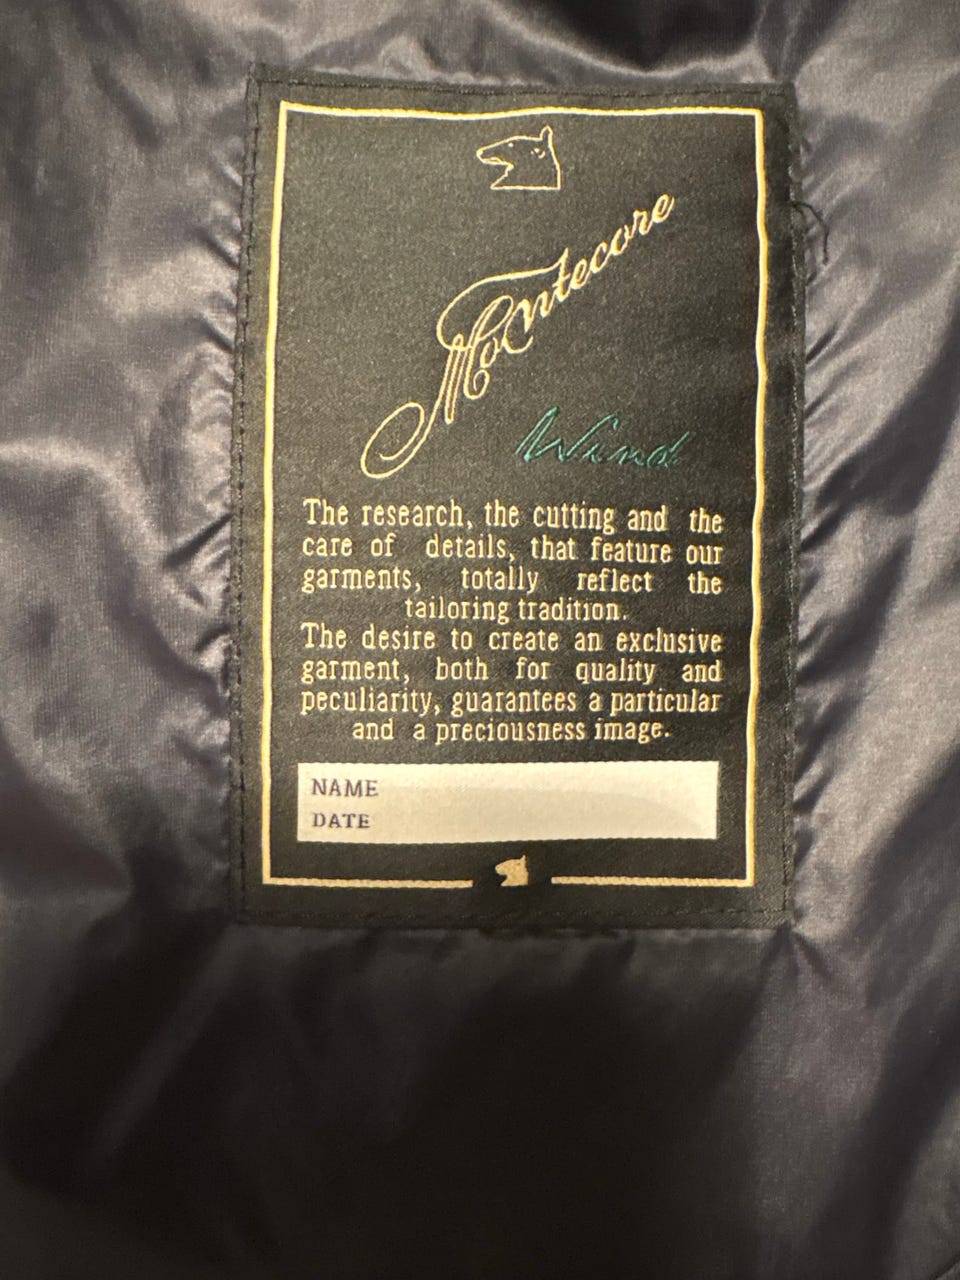 Montecore
Wind
The research, the cutting and the
care of details, that feature our
garments, totally reflect the
tailoring tradition.
The desire to create an exclusive
garment, both for quality and
peculiarity, guarantees a particular
and a preciousness image.
NAME
DATE